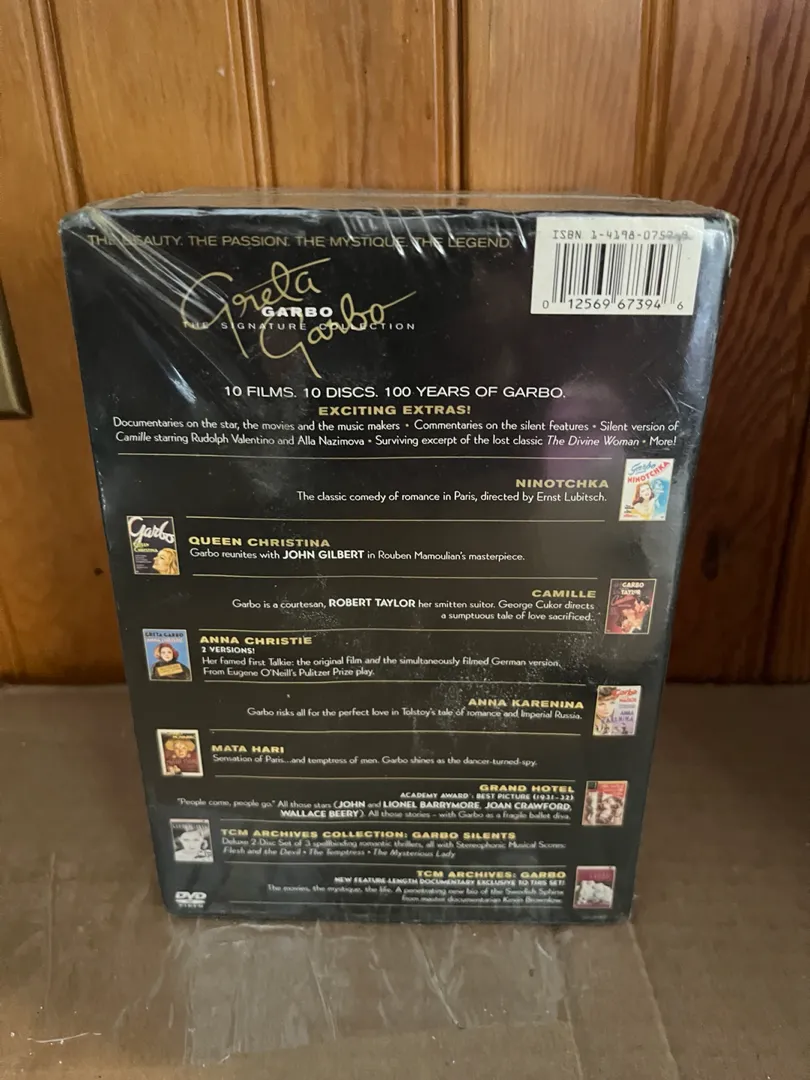 THE BEAUTY. THE PASSION. THE MYSTIQUE. THE LEGEND.
ISBN 1-4198-075
0 12569 67394 6
Greta Garbo
GARBO
THE SIGNATURE COLLECTION
10 FILMS. 10 DISCS. 100 YEARS OF GARBO.
EXCITING EXTRAS!
Documentaries on the star, the movies and the music makers • Commentaries on the silent features • Silent version of
Camille starring Rudolph Valentino and Alla Nazimova • Surviving excerpt of the lost classic The Divine Woman • More!
NINOTCHKA
The classic comedy of romance in Paris, directed by Ernst Lubitsch.
Garbo
NINOTCHKA
Garbo
QUEEN CHRISTINA
Garbo reunites with JOHN GILBERT in Rouben Mamoulian's masterpiece.
CAMILLE
Garbo is a courtesan, ROBERT TAYLOR her smitten suitor. George Cukor directs
a sumptuous tale of love sacrificed.
GARBO
TAYLOR
GRETA GARBO
ANNA CHRISTIE
2 VERSIONS!
Her famed first Talkie: the original film and the simultaneously filmed German version.
From Eugene O'Neill's Pulitzer Prize play.
ANNA KARENINA
Garbo risks all for the perfect love in Tolstoy's tale of romance and Imperial Russia.
Garbo
MATA HARI
Sensation of Paris...and temptress of men. Garbo shines as the dancer-turned-spy.
GRAND HOTEL
ACADEMY AWARD: BEST PICTURE (1931-32)
"People come, people go." All those stars (JOHN and LIONEL BARRYMORE, JOAN CRAWFORD,
WALLACE BEERY). All those stories – with Garbo as a fragile ballet diva.
TCM ARCHIVES COLLECTION: GARBO SILENTS
Deluxe 2-Disc Set of 3 spellbinding romantic thrillers, all with Stereophonic Musical Scores:
Flesh and the Devil • The Temptress • The Mysterious Lady
TCM ARCHIVES: GARBO
NEW FEATURE-LENGTH DOCUMENTARY EXCLUSIVE TO THIS SET!
The movies, the mystique, the life. A penetrating new bio of the Swedish Sphinx
from master documentarian Kevin Brownlow.
DVD
VIDEO